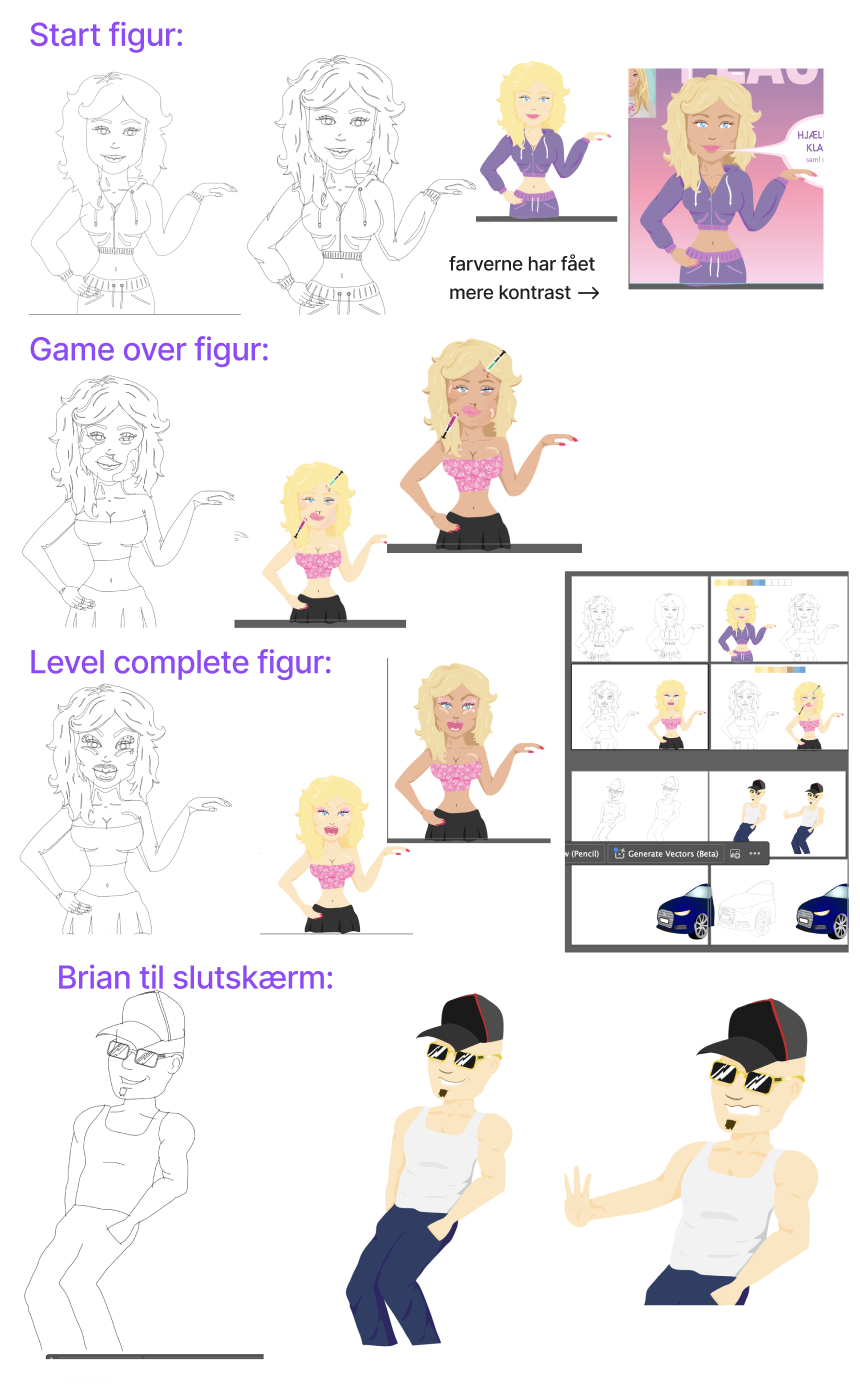 Start figur:
HJÆL
KLA
saml s
farverne har fået
mere kontrast →
Game over figur:
Level complete figur:
(Pencil)
Generate Vectors (Beta)
Brian til slutskærm: